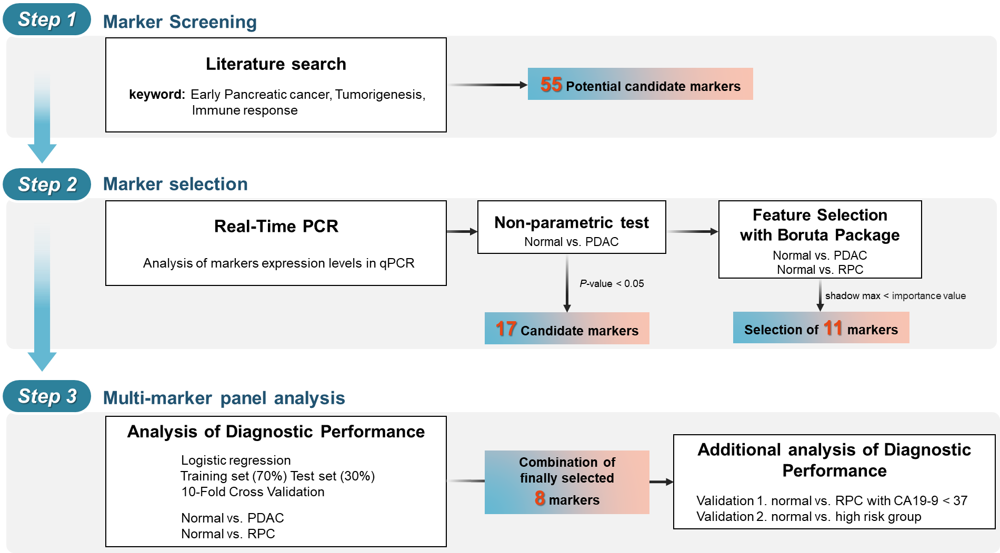 Step 1
Marker Screening
Literature search
keyword: Early Pancreatic cancer, Tumorigenesis,
Immune response
55 Potential candidate markers
Step 2
Marker selection
Real-Time PCR
Analysis of markers expression levels in qPCR
Non-parametric test
Normal vs. PDAC
P-value < 0.05
17 Candidate markers
Feature Selection
with Boruta Package
Normal vs. PDAC
Normal vs. RPC
shadow max < importance value
Selection of 11 markers
Step 3
Multi-marker panel analysis
Analysis of Diagnostic Performance
Logistic regression
Training set (70%) Test set (30%)
10-Fold Cross Validation
Normal vs. PDAC
Normal vs. RPC
Combination of
finally selected
8 markers
Additional analysis of Diagnostic
Performance
Validation 1. normal vs. RPC with CA19-9 < 37
Validation 2. normal vs. high risk group